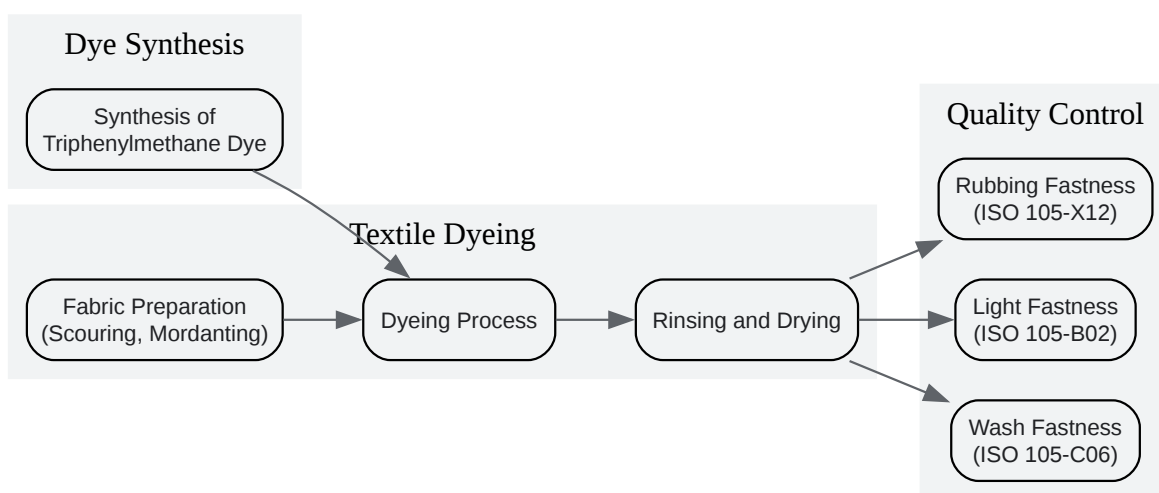 Dye Synthesis
Synthesis of
Triphenylmethane Dye
Textile Dyeing
Fabric Preparation
(Scouring, Mordanting)
Dyeing Process
Rinsing and Drying
Quality Control
Rubbing Fastness
(ISO 105-X12)
Light Fastness
(ISO 105-B02)
Wash Fastness
(ISO 105-C06)